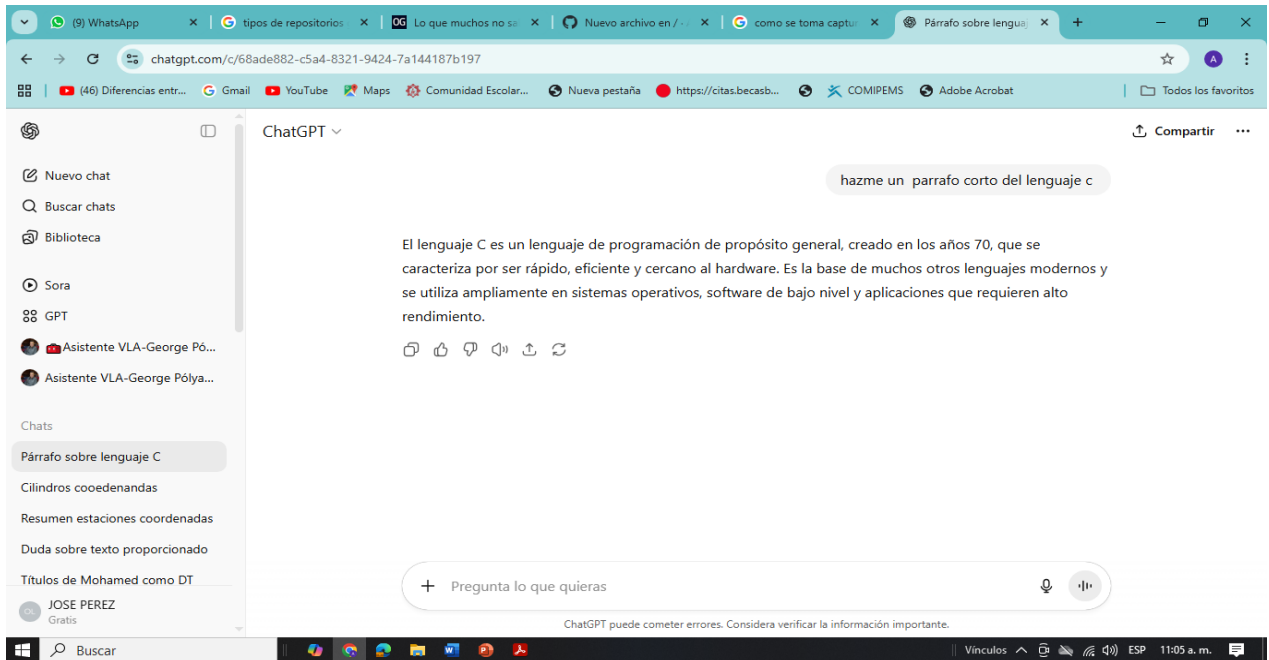 (9) WhatsApp
tipos de repositorios
Lo que muchos no sa
Nuevo archivo en /
como se toma captur
Párrafo sobre lenguaj
chatgpt.com/c/68ade882-c5a4-8321-9424-7a144187b197
A
(46) Diferencias entr...
Gmail
YouTube
Maps
Comunidad Escolar...
Nueva pestaña
https://citas.becasb...
COMIPEMS
Adobe Acrobat
Todos los favoritos
ChatGPT
Compartir
Nuevo chat
Buscar chats
Biblioteca
Sora
GPT
Asistente VLA-George Pó...
Asistente VLA-George Pólya...
Chats
Párrafo sobre lenguaje C
Cilindros cooedenandas
Resumen estaciones coordenadas
Duda sobre texto proporcionado
Títulos de Mohamed como DT
OL
JOSE PEREZ
Gratis
hazme un parrafo corto del lenguaje c
El lenguaje C es un lenguaje de programación de propósito general, creado en los años 70, que se
caracteriza por ser rápido, eficiente y cercano al hardware. Es la base de muchos otros lenguajes modernos y
se utiliza ampliamente en sistemas operativos, software de bajo nivel y aplicaciones que requieren alto
rendimiento.
Pregunta lo que quieras
ChatGPT puede cometer errores. Considera verificar la información importante.
Buscar
Vínculos
ESP
11:05 a. m.